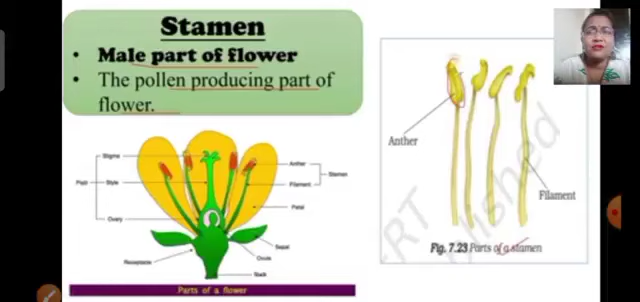 Stamen
• Male part of flower
• The pollen producing part of
flower.
Stigma
Style
Pistil
Ovary
Receptacle
Anther
Filament
Stamen
Petal
Sepal
Ovule
Stalk
Parts of a flower
Anther
Filament
Fig. 7.23 Parts of a stamen